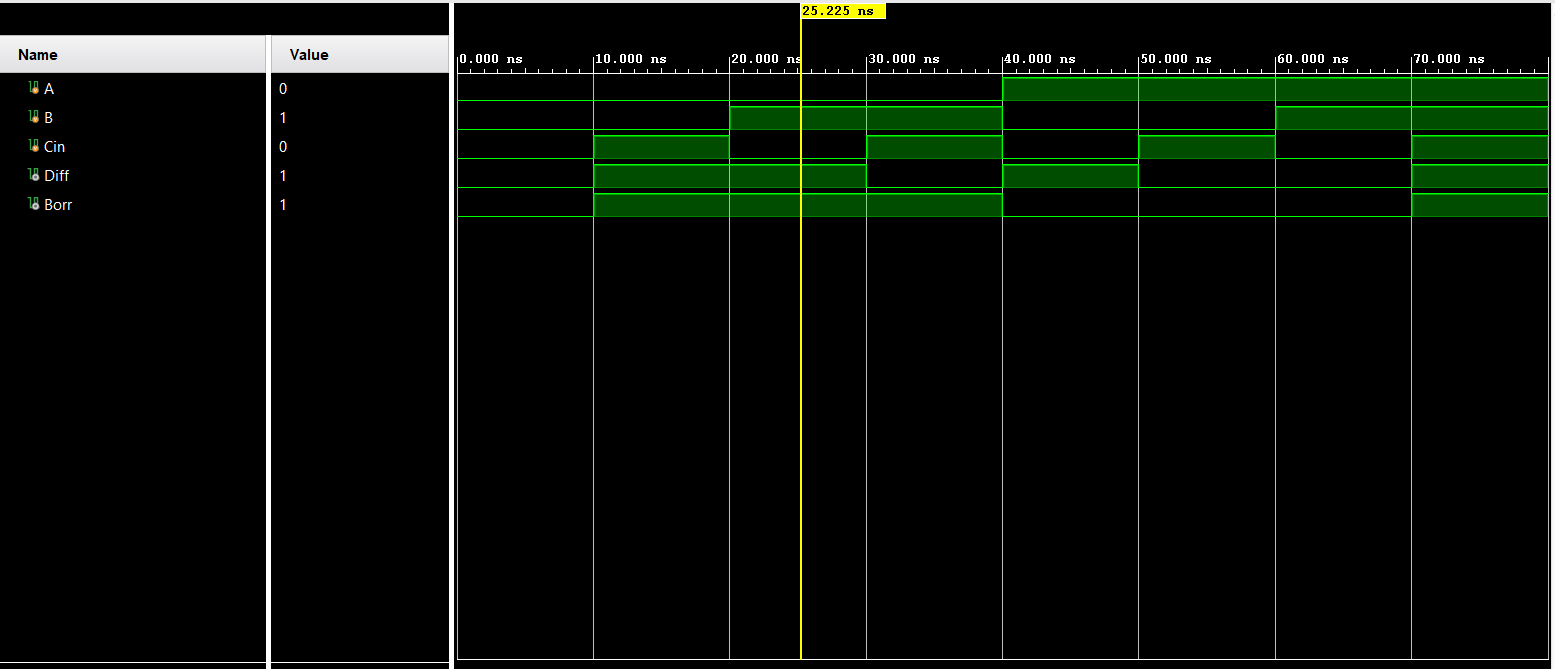 25.225 ns
Name Value
0.000 ns 10.000 ns 20.000 ns 30.000 ns 40.000 ns 50.000 ns 60.000 ns 70.000 ns
A 0
B 1
Cin 0
Diff 1
Borr 1